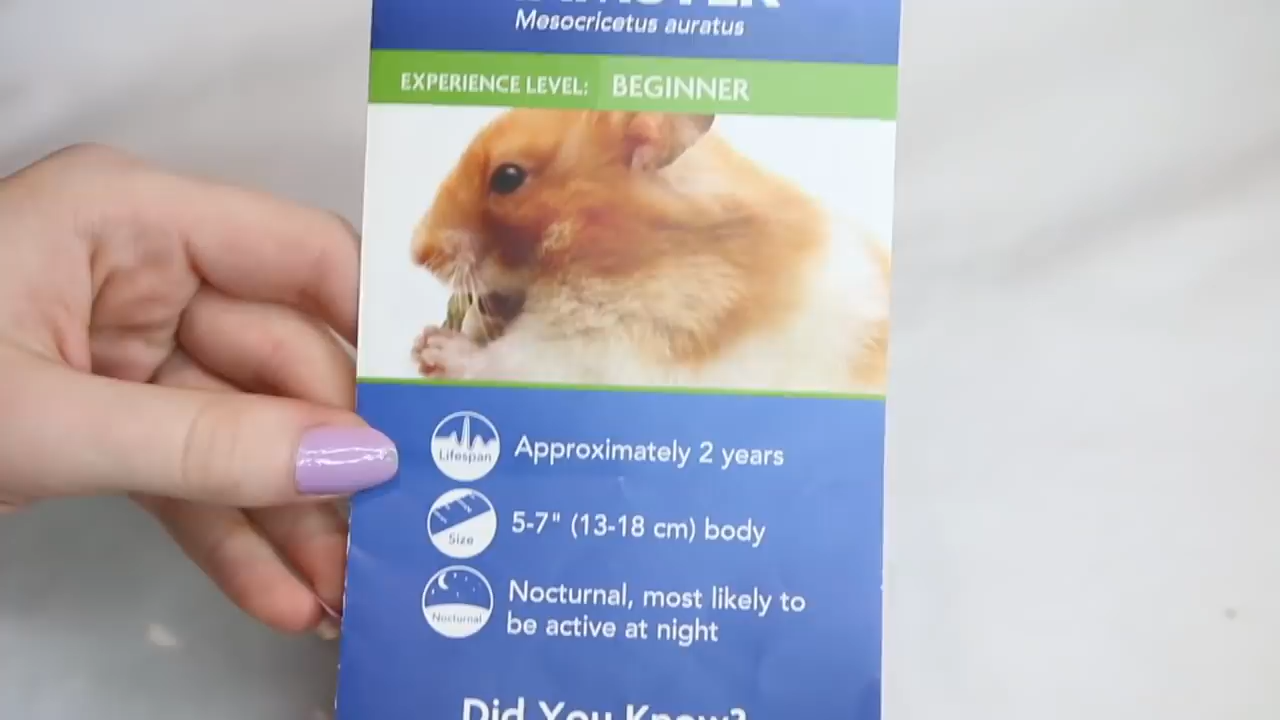 HAMSTER
Mesocricetus auratus
EXPERIENCE LEVEL: BEGINNER
Lifespan
Approximately 2 years
Size
5-7" (13-18 cm) body
Nocturnal
Nocturnal, most likely to
be active at night
Did You Know?